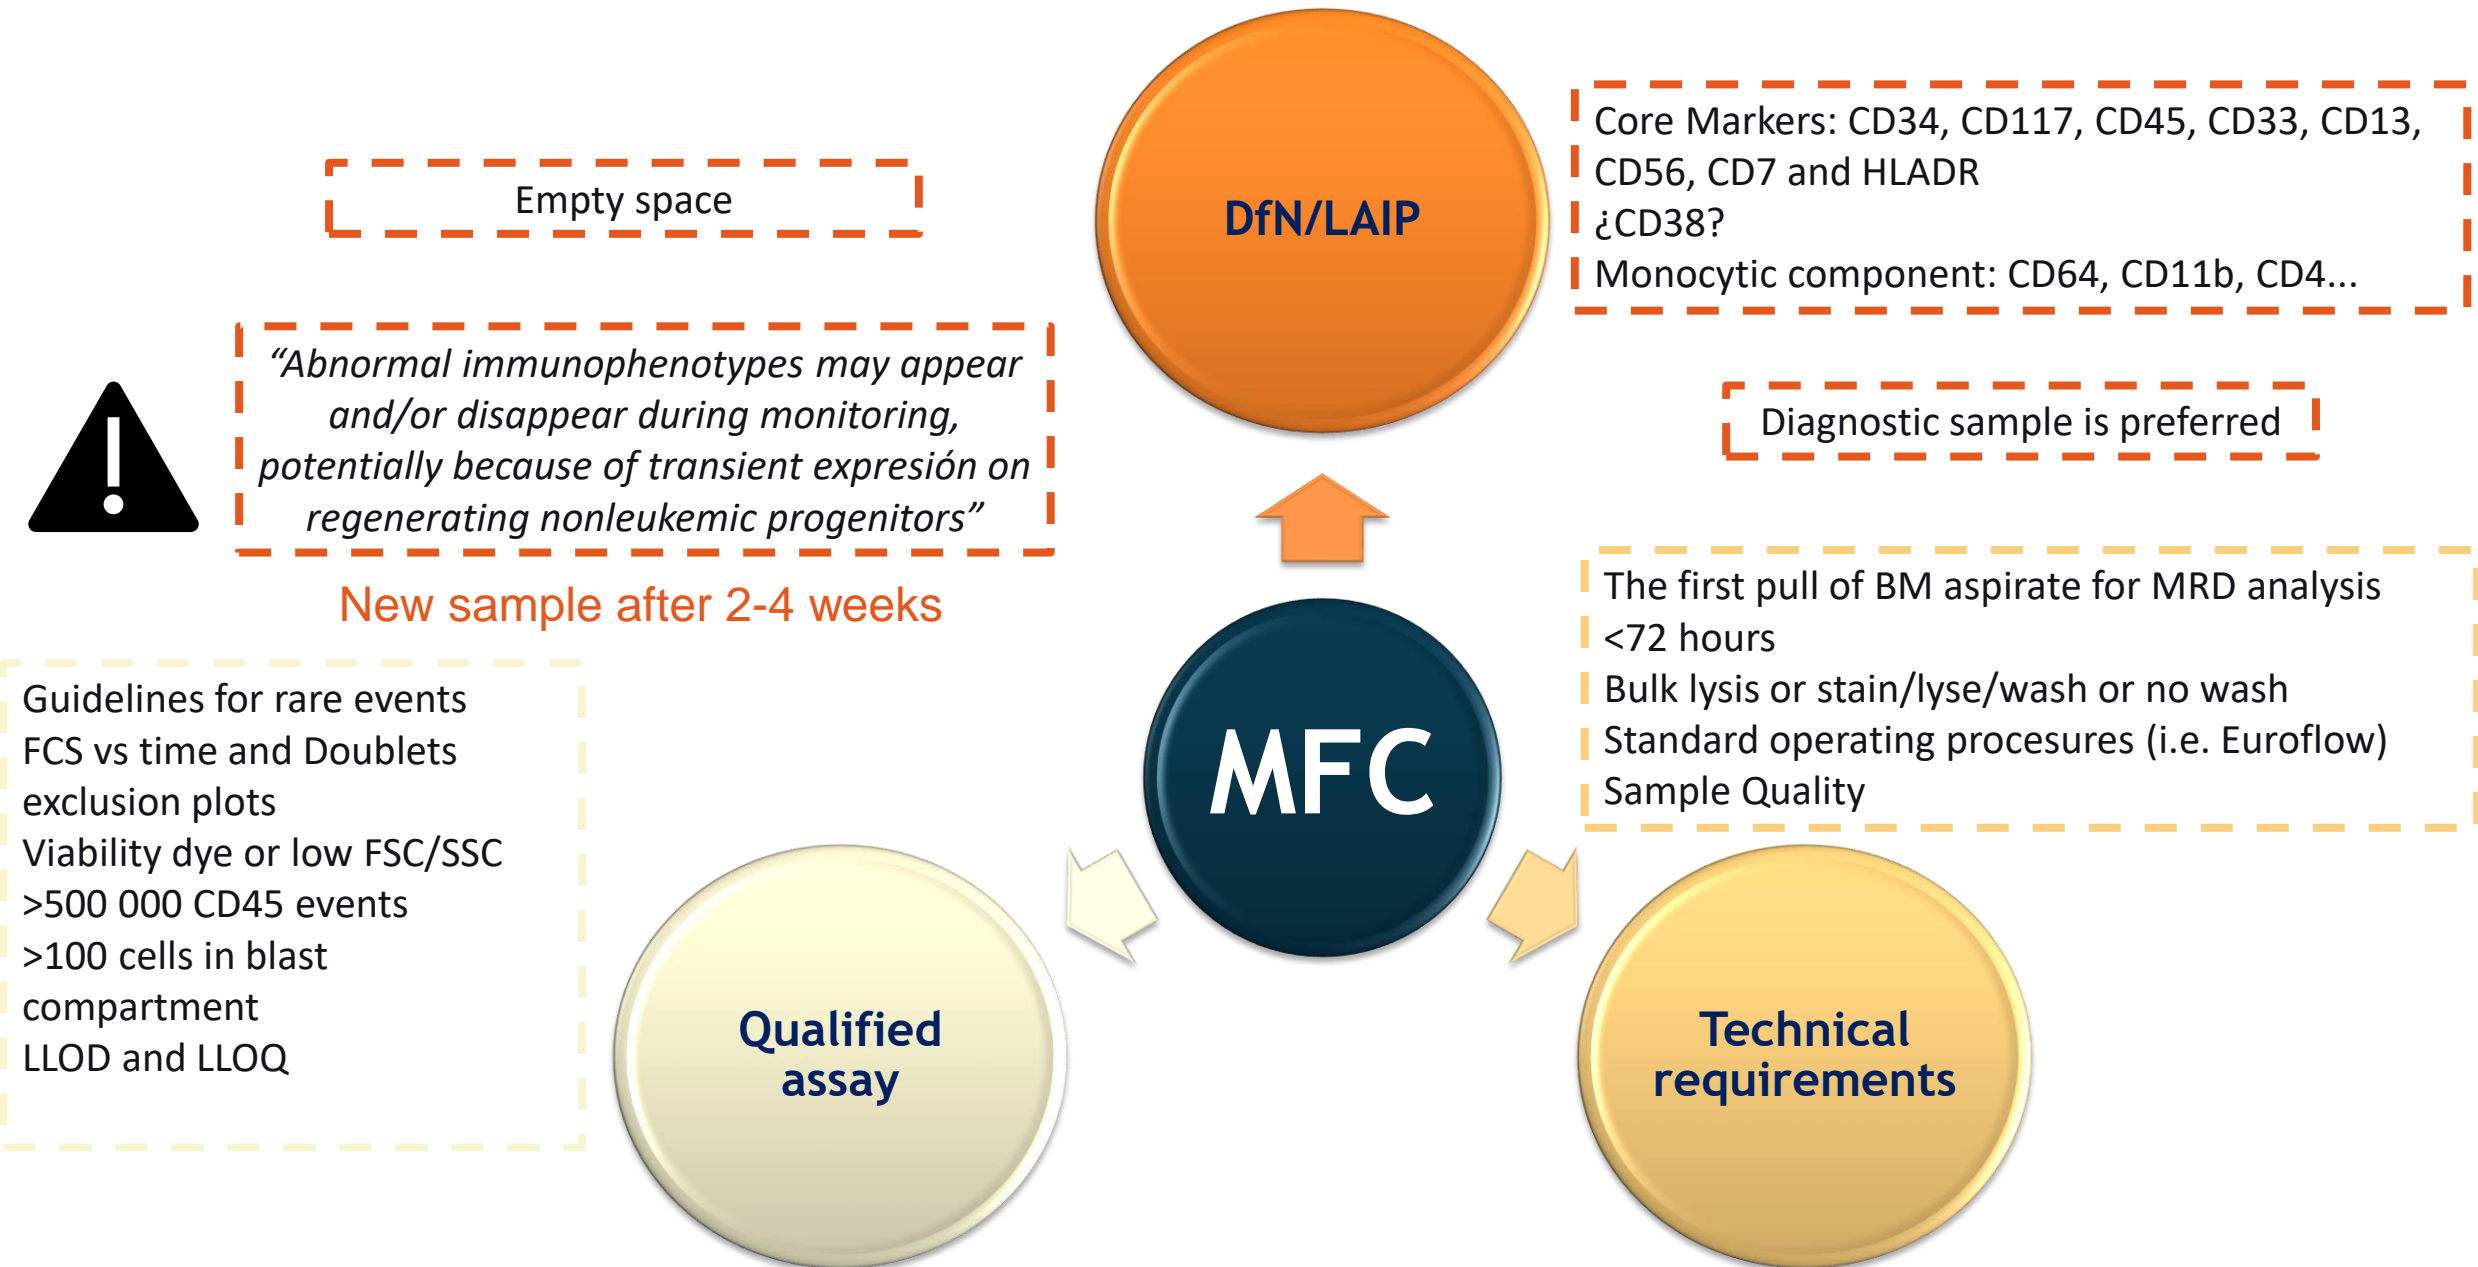 DfN/LAIP
Core Markers: CD34, CD117, CD45, CD33, CD13,
CD56, CD7 and HLADR
¿CD38?
Monocytic component: CD64, CD11b, CD4...
Empty space
“Abnormal immunophenotypes may appear
and/or disappear during monitoring,
potentially because of transient expresión on
regenerating nonleukemic progenitors”
Diagnostic sample is preferred
New sample after 2-4 weeks
The first pull of BM aspirate for MRD analysis
<72 hours
Bulk lysis or stain/lyse/wash or no wash
Standard operating procesures (i.e. Euroflow)
Sample Quality
MFC
Guidelines for rare events
FCS vs time and Doublets
exclusion plots
Viability dye or low FSC/SSC
>500 000 CD45 events
>100 cells in blast
compartment
LLOD and LLOQ
Qualified
assay
Technical
requirements